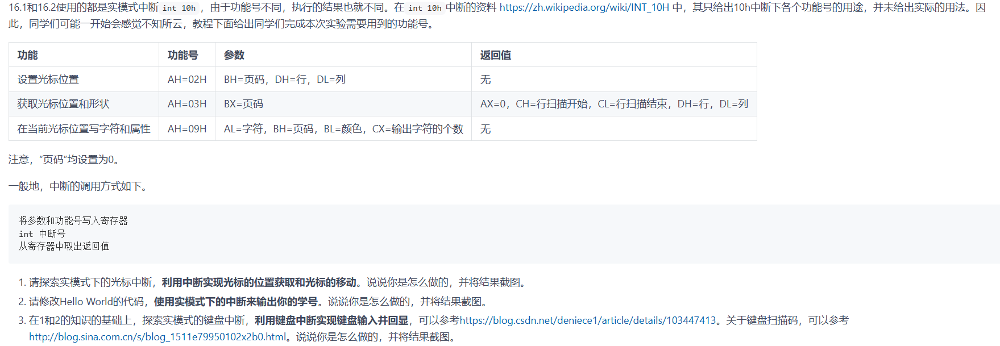 16.1和16.2使用的都是实模式中断 int 10h ，由于功能号不同，执行的结果也就不同。在 int 10h 中断的资料 https://zh.wikipedia.org/wiki/INT_10H 中，其只给出10h中断下各个功能号的用途，并未给出实际的用法。因
此，同学们可能一开始会感觉不知所云，教程下面给出同学们完成本次实验需要用到的功能号。
功能 功能号 参数 返回值
设置光标位置 AH=02H BH=页码，DH=行，DL=列 无
获取光标位置和形状 AH=03H BX=页码 AX=0，CH=行扫描开始，CL=行扫描结束，DH=行，DL=列
在当前光标位置写字符和属性 AH=09H AL=字符，BH=页码，BL=颜色，CX=输出字符的个数 无
注意，“页码”均设置为0。
一般地，中断的调用方式如下。
将参数和功能号写入寄存器
int 中断号
从寄存器中取出返回值
1. 请探索实模式下的光标中断，利用中断实现光标的位置获取和光标的移动。说说你是怎么做的，并将结果截图。
2. 请修改Hello World的代码，使用实模式下的中断来输出你的学号。说说你是怎么做的，并将结果截图。
3. 在1和2的知识的基础上，探索实模式的键盘中断，利用键盘中断实现键盘输入并回显，可以参考https://blog.csdn.net/deniece1/article/details/103447413。关于键盘扫描码，可以参考
http://blog.sina.com.cn/s/blog_1511e79950102x2b0.html。说说你是怎么做的，并将结果截图。